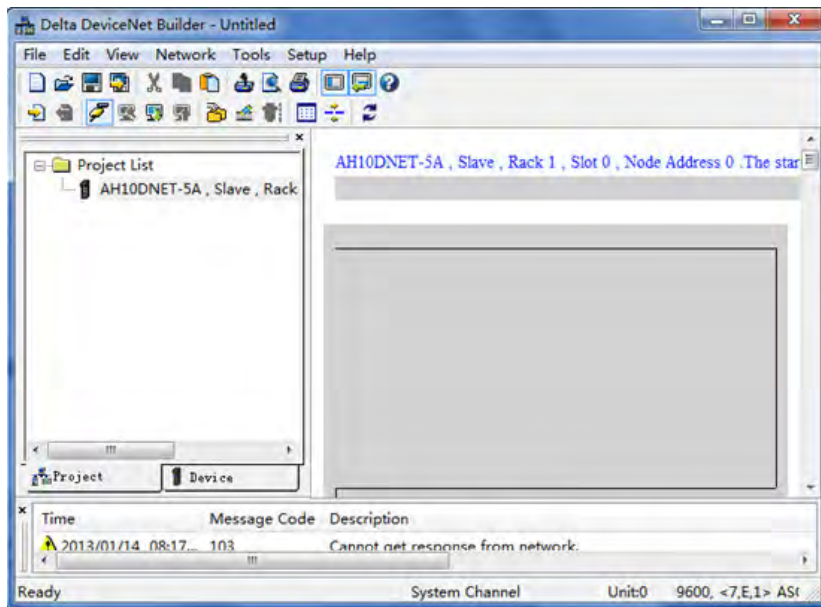 Delta DeviceNet Builder - Untitled
File Edit View Network Tools Setup Help
Project List
AH10DNET-5A , Slave , Rack
AH10DNET-5A , Slave , Rack 1 , Slot 0 , Node Address 0 .The star
Project
Device
Time Message Code Description
2013/01/14 08:17... 103 Cannot get response from network.
Ready System Channel Unit:0 9600, <7,E,1> ASC